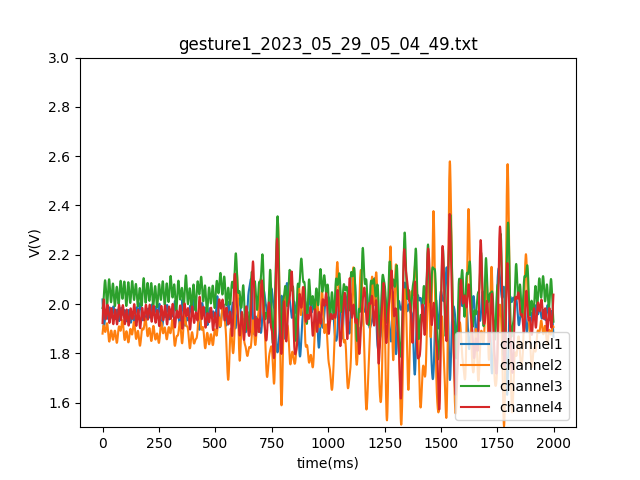 gesture1_2023_05_29_05_04_49.txt
3.0
2.8
2.6
2.4
2.2
2.0
1.8
1.6
V(V)
channel1
channel2
channel3
channel4
0 250 500 750 1000 1250 1500 1750 2000
time(ms)